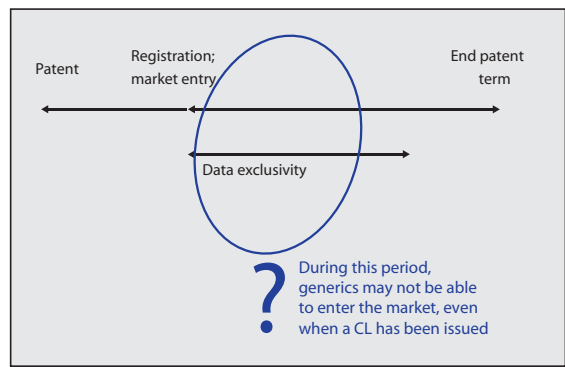 Patent
Registration;
market entry
End patent
term
Data exclusivity
?
During this period,
generics may not be able
to enter the market, even
when a CL has been issued